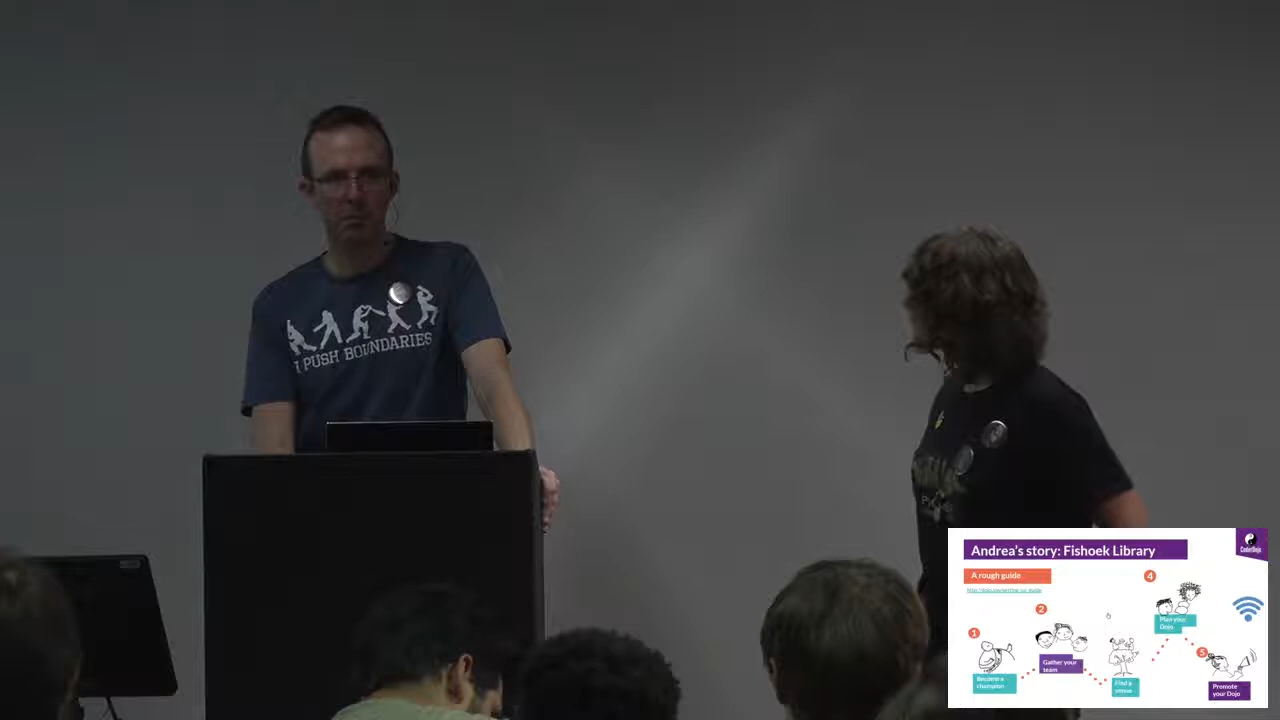 I PUSH BOUNDARIES
Andrea's story: Fishoek Library
CoderDojo
A rough guide
4
2
Plan your
Dojo
1
5
Gather your
team
Become a
champion
Find a
venue
Promote
your Dojo